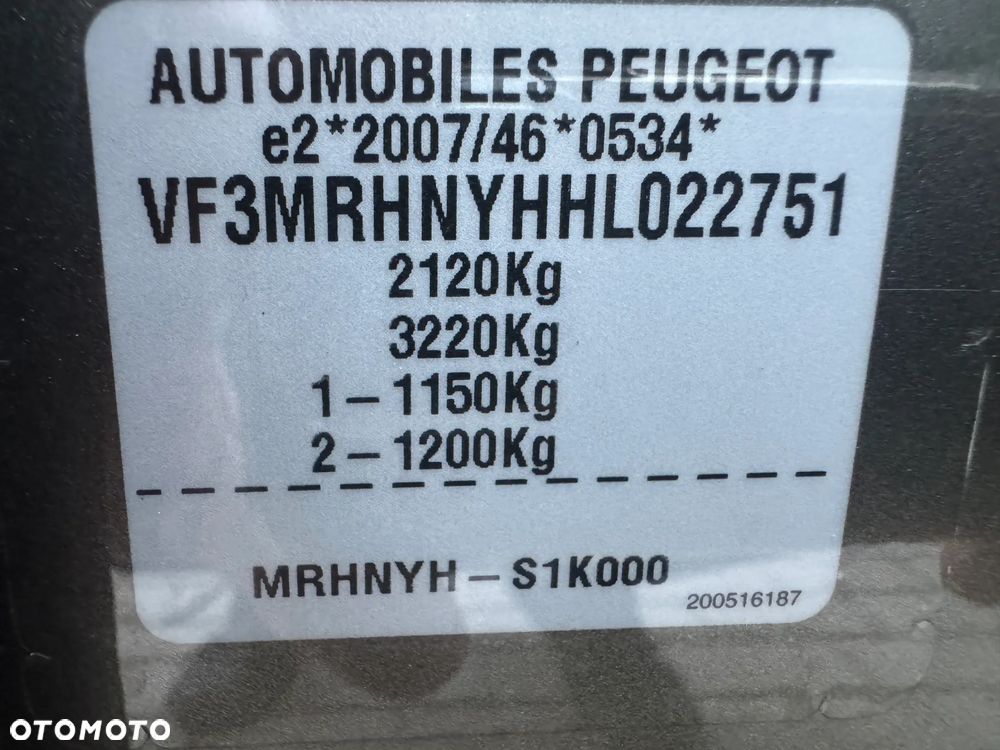 AUTOMOBILES PEUGEOT
e2*2007/46*0534*
VF3MRHNYHHL022751
2120Kg
3220Kg
1-1150Kg
2-1200Kg
MRHNYH-S1K000
200516187
OTOMOTO